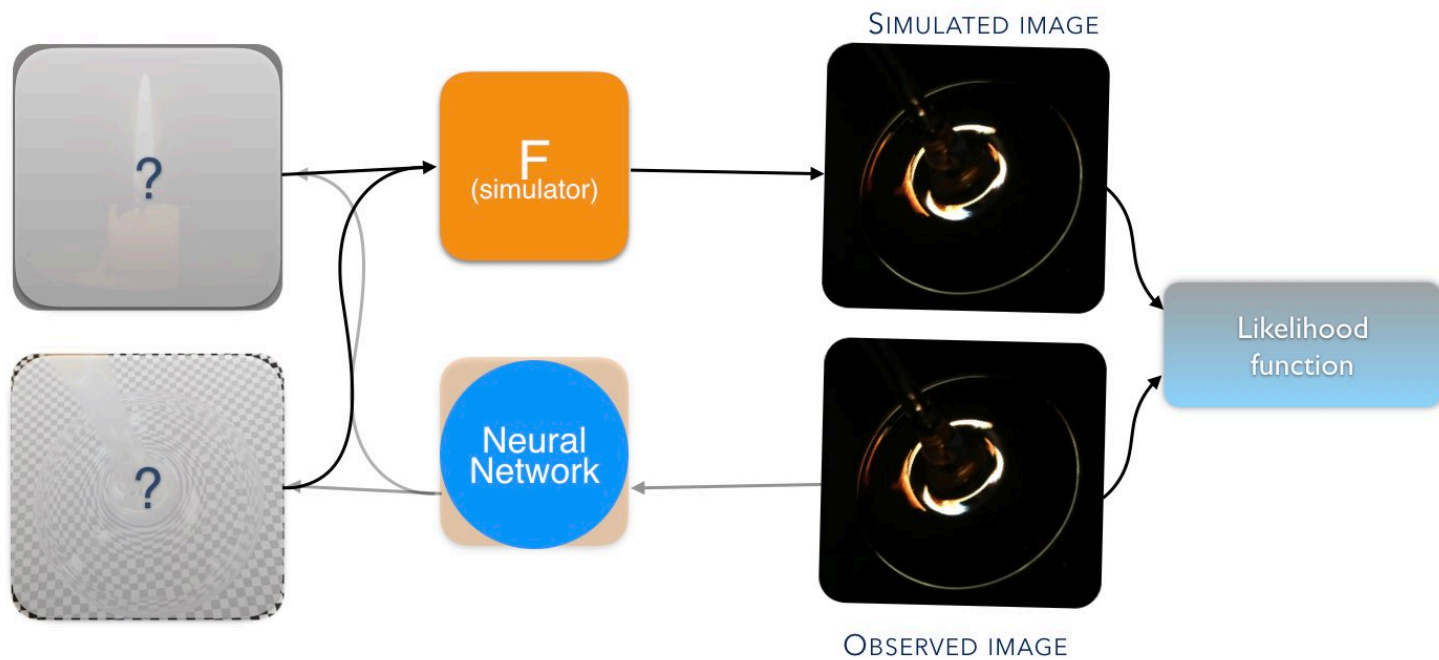 SIMULATED IMAGE
?
F
(simulator)
Likelihood
function
?
Neural
Network
OBSERVED IMAGE